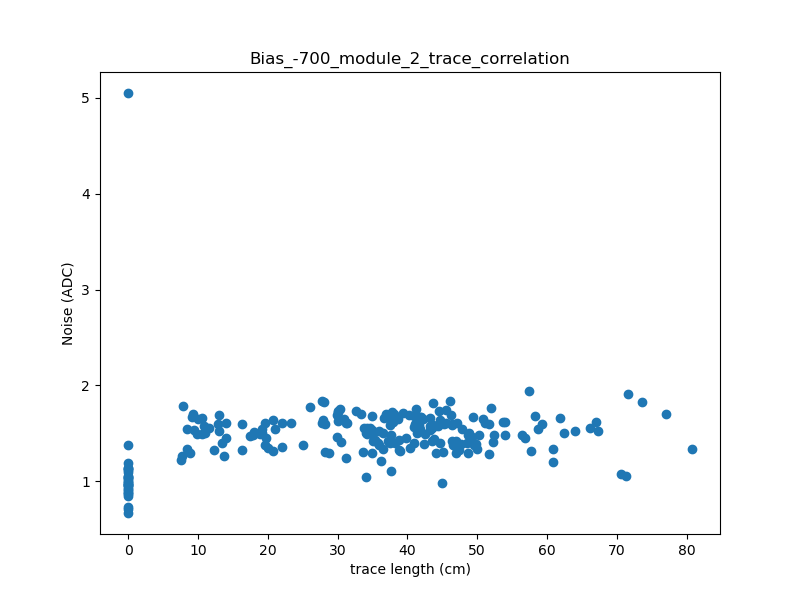 Bias_-700_module_2_trace_correlation
5
4
3
2
1
Noise (ADC)
0 10 20 30 40 50 60 70 80
trace length (cm)